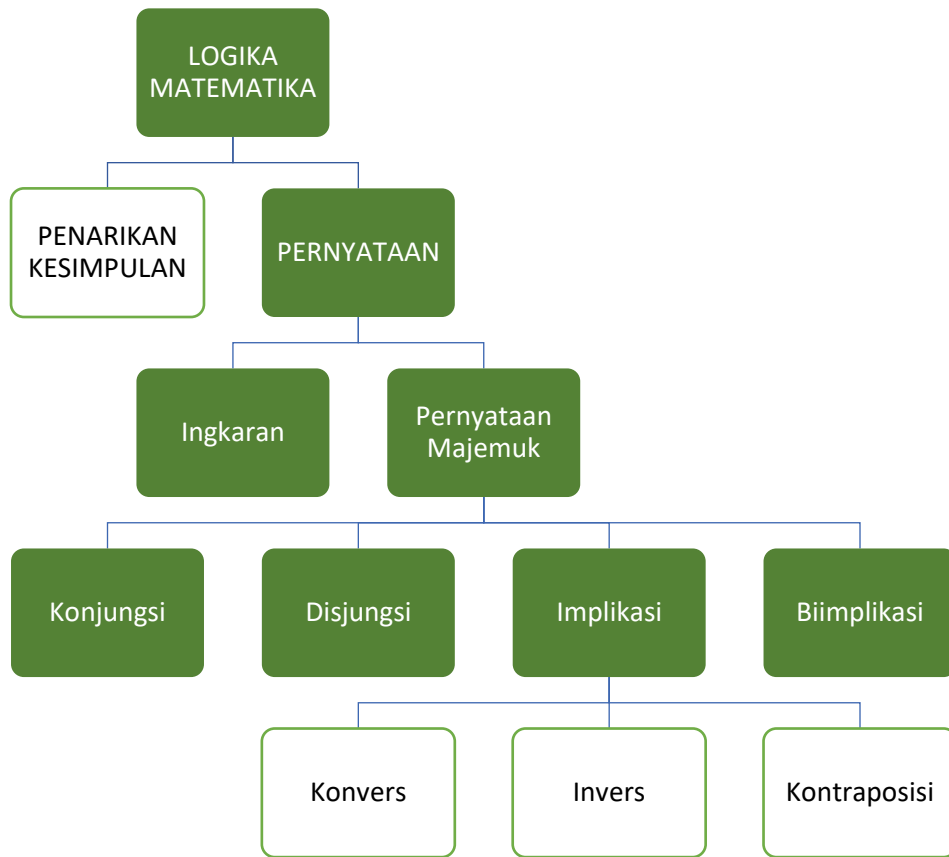 LOGIKA
MATEMATIKA
PENARIKAN
KESIMPULAN
PERNYATAAN
Ingkaran
Pernyataan
Majemuk
Konjungsi
Disjungsi
Implikasi
Biimplikasi
Konvers
Invers
Kontraposisi